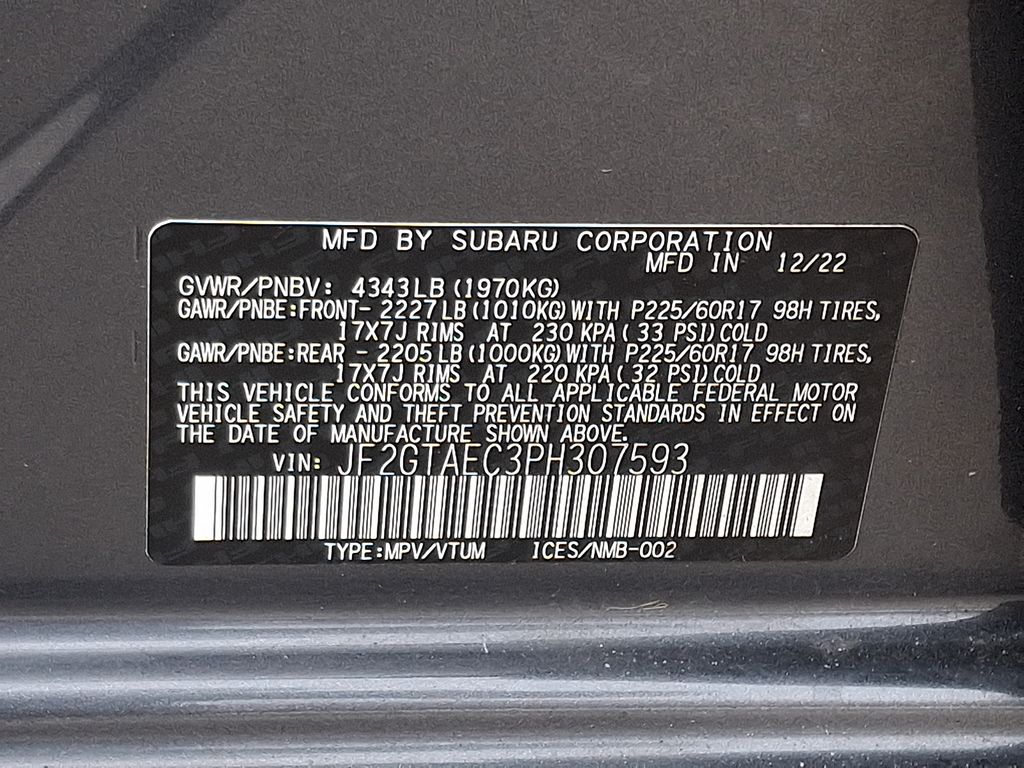 MFD BY SUBARU CORPORATION
MFD IN 12/22
GVWR/PNBV: 4343LB (1970KG)
GAWR/PNBE:FRONT- 2227LB (1010KG) WITH P225/60R17 98H TIRES,
17X7J RIMS AT 230 KPA ( 33 PSI) COLD
GAWR/PNBE:REAR - 2205LB (1000KG) WITH P225/60R17 98H TIRES,
17X7J RIMS AT 220 KPA ( 32 PSI) COLD
THIS VEHICLE CONFORMS TO ALL APPLICABLE FEDERAL MOTOR
VEHICLE SAFETY AND THEFT PREVENTION STANDARDS IN EFFECT ON
THE DATE OF MANUFACTURE SHOWN ABOVE.
VIN: JF2GTAEC3PH307593
TYPE:MPV/VTUM ICES/NMB-002